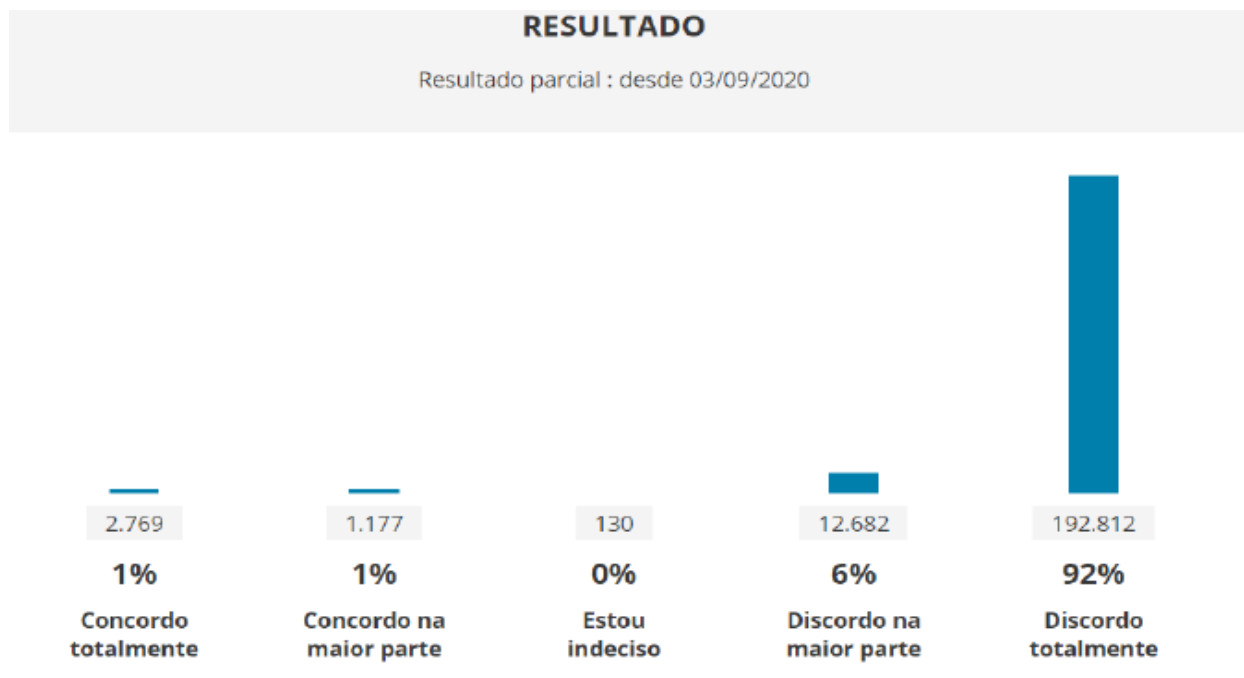 RESULTADO
Resultado parcial : desde 03/09/2020
2.769
1.177
130
12.682
192.812
1%
1%
0%
6%
92%
Concordo
totalmente
Concordo na
maior parte
Estou
indeciso
Discordo na
maior parte
Discordo
totalmente